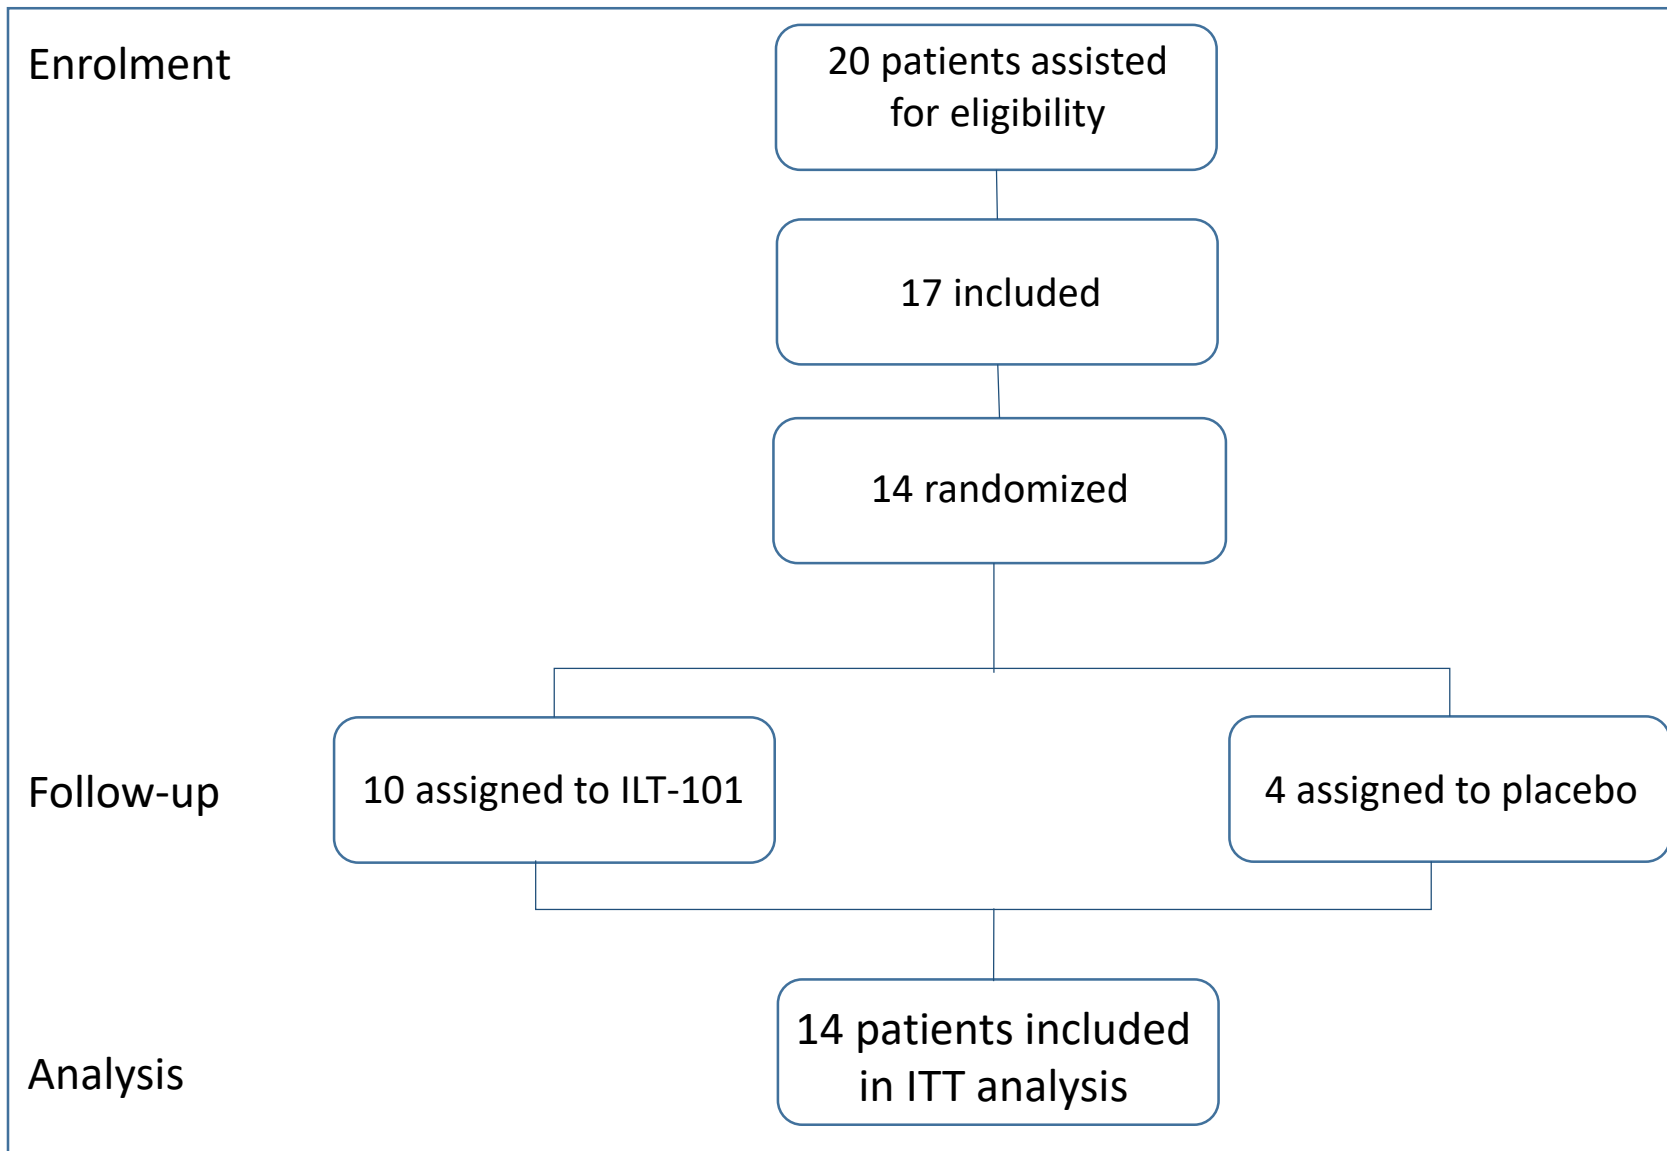 Enrolment
20 patients assisted
for eligibility
17 included
14 randomized
Follow-up
10 assigned to ILT-101
4 assigned to placebo
Analysis
14 patients included
in ITT analysis